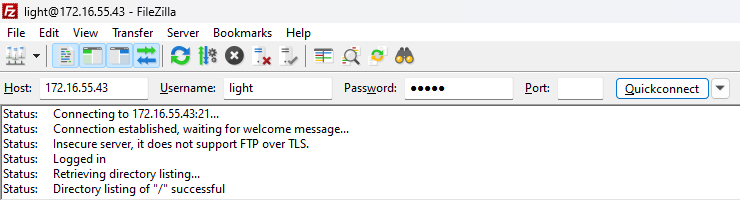 light@172.16.55.43 - FileZilla
File Edit View Transfer Server Bookmarks Help
Host: 172.16.55.43 Username: light Password: ●●●●● Port: Quickconnect
Status: Connecting to 172.16.55.43:21...
Status: Connection established, waiting for welcome message...
Status: Insecure server, it does not support FTP over TLS.
Status: Logged in
Status: Retrieving directory listing...
Status: Directory listing of "/" successful